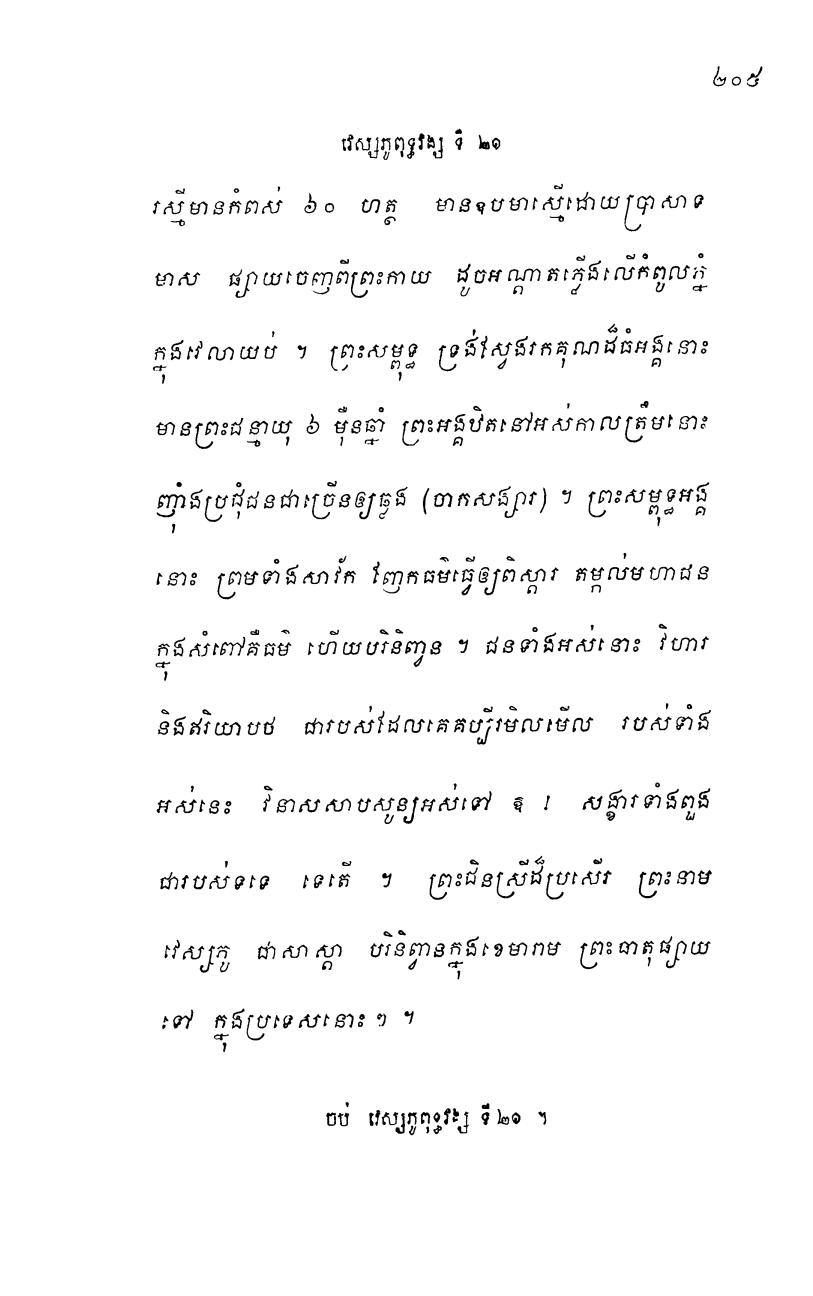 ២០៥
វេស្សភូពុទ្ធវង្ស ទី ២១
រស្មីមានកំពស់ ៦០ ហត្ថ មានឧបមាស្មើដោយប្រាសាទ
មាស ផ្សាយចេញពីព្រះកាយ ដូចអណ្តាតភ្លើងលើកំពូលភ្នំ
ក្នុងវេលាយប់ ។ ព្រះសម្ពុទ្ធ ទ្រង់ស្វែងរកគុណដ៏ធំអង្គនោះ
មានព្រះជន្មាយុ ៦ ម៉ឺនឆ្នាំ ព្រះអង្គឋិតនៅអស់កាលត្រឹមនោះ
ញ៉ាំងប្រជុំជនជាច្រើនឲ្យឆ្លង (ចាកសង្សារ) ។ ព្រះសម្ពុទ្ធអង្គ
នោះ ព្រមទាំងសាវ័ក វែញកធម៌ធ្វើឲ្យពិស្តារ តម្កល់មហាជន
ក្នុងសំពៅគឺធម៌ ហើយបរិនិញ្វន ។ ជនទាំងអស់នោះ វិហារ
និងឥរិយាបថ ជារបស់ដែលគេគប្បីរមិលមើល របស់ទាំង
អស់នេះ វិនាសសាបសូន្យអស់ទៅ ឱ ! សង្ខារទាំងពួង
ជារបស់ទទេ ទេតើ ។ ព្រះជិនស្រីដ៏ប្រសើរ ព្រះនាម
វេស្សភូ ជាសាស្តា បរិនិព្វានក្នុងខេមារាម ព្រះធាតុផ្សាយ
ទៅ ក្នុងប្រទេសនោះ ៗ ។
ចប់ វេស្សភូពុទ្ធវង្ស ទី ២១ ។